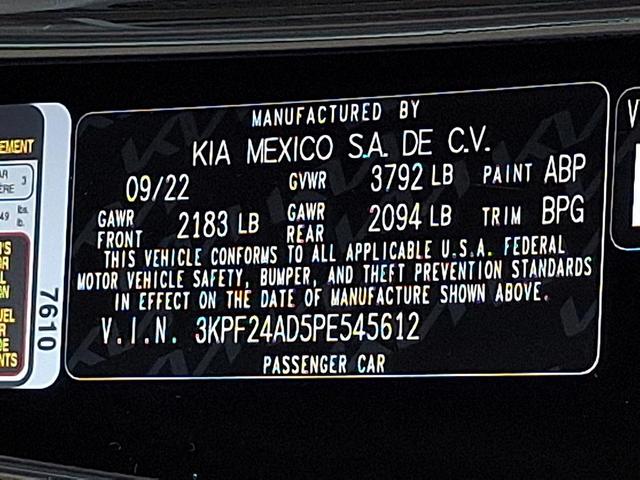 MANUFACTURED BY
KIA MEXICO S.A. DE C.V.
09/22 GVWR 3792 LB PAINT ABP
GAWR FRONT 2183 LB GAWR REAR 2094 LB TRIM BPG
THIS VEHICLE CONFORMS TO ALL APPLICABLE U.S.A. FEDERAL
MOTOR VEHICLE SAFETY, BUMPER, AND THEFT PREVENTION STANDARDS
IN EFFECT ON THE DATE OF MANUFACTURE SHOWN ABOVE.
V.I.N. 3KPF24AD5PE545612
PASSENGER CAR
7610